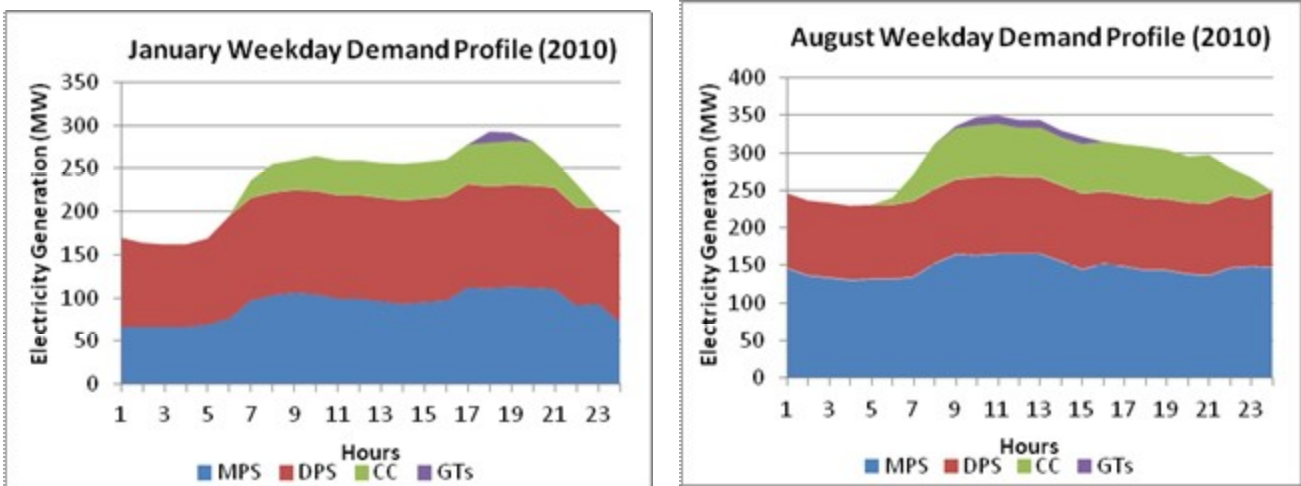 January Weekday Demand Profile (2010)
Electricity Generation (MW)
350
300
250
200
150
100
50
0
1 3 5 7 9 11 13 15 17 19 21 23
Hours
MPS DPS CC GTs
August Weekday Demand Profile (2010)
Electricity Generation (MW)
400
350
300
250
200
150
100
50
0
1 3 5 7 9 11 13 15 17 19 21 23
Hours
MPS DPS CC GTs